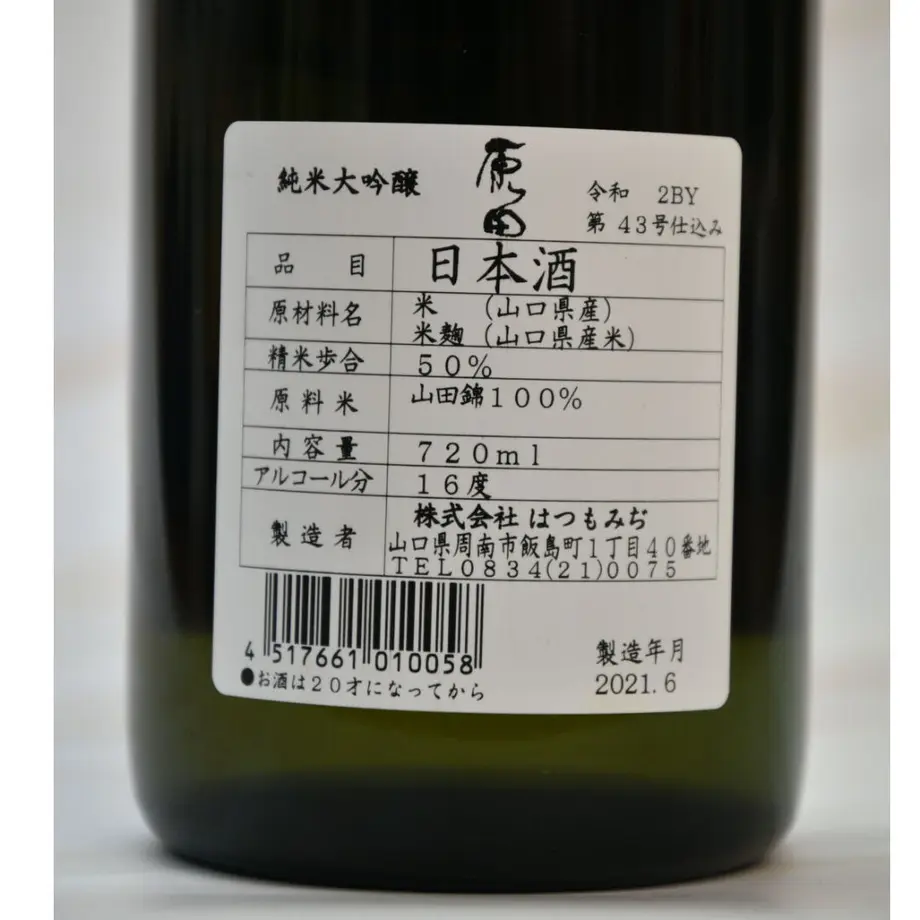 純米大吟醸
原田
令和 2BY
第 43号仕込み
品 目 日本酒
原材料名 米 (山口県産)
米麹 (山口県産米)
精米歩合 50%
原料米 山田錦100%
内容量 720ml
アルコール分 16度
製造者 株式会社 はつもみぢ
山口県周南市飯島町1丁目40番地
TEL0834(21)0075
4 517661 010058
●お酒は20才になってから
製造年月
2021.6